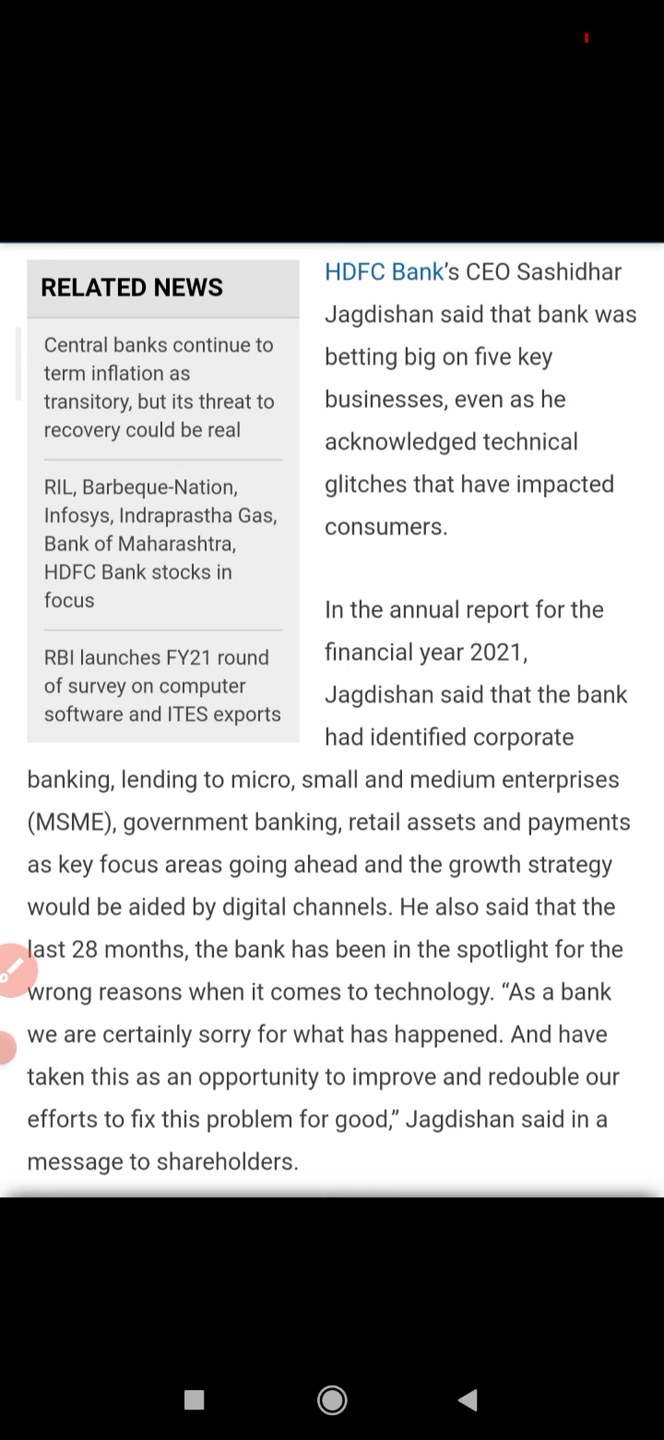 RELATED NEWS
Central banks continue to
term inflation as
transitory, but its threat to
recovery could be real
RIL, Barbeque-Nation,
Infosys, Indraprastha Gas,
Bank of Maharashtra,
HDFC Bank stocks in
focus
RBI launches FY21 round
of survey on computer
software and ITES exports
HDFC Bank's CEO Sashidhar
Jagdishan said that bank was
betting big on five key
businesses, even as he
acknowledged technical
glitches that have impacted
consumers.
In the annual report for the
financial year 2021,
Jagdishan said that the bank
had identified corporate
banking, lending to micro, small and medium enterprises
(MSME), government banking, retail assets and payments
as key focus areas going ahead and the growth strategy
would be aided by digital channels. He also said that the
last 28 months, the bank has been in the spotlight for the
wrong reasons when it comes to technology. “As a bank
we are certainly sorry for what has happened. And have
taken this as an opportunity to improve and redouble our
efforts to fix this problem for good,” Jagdishan said in a
message to shareholders.